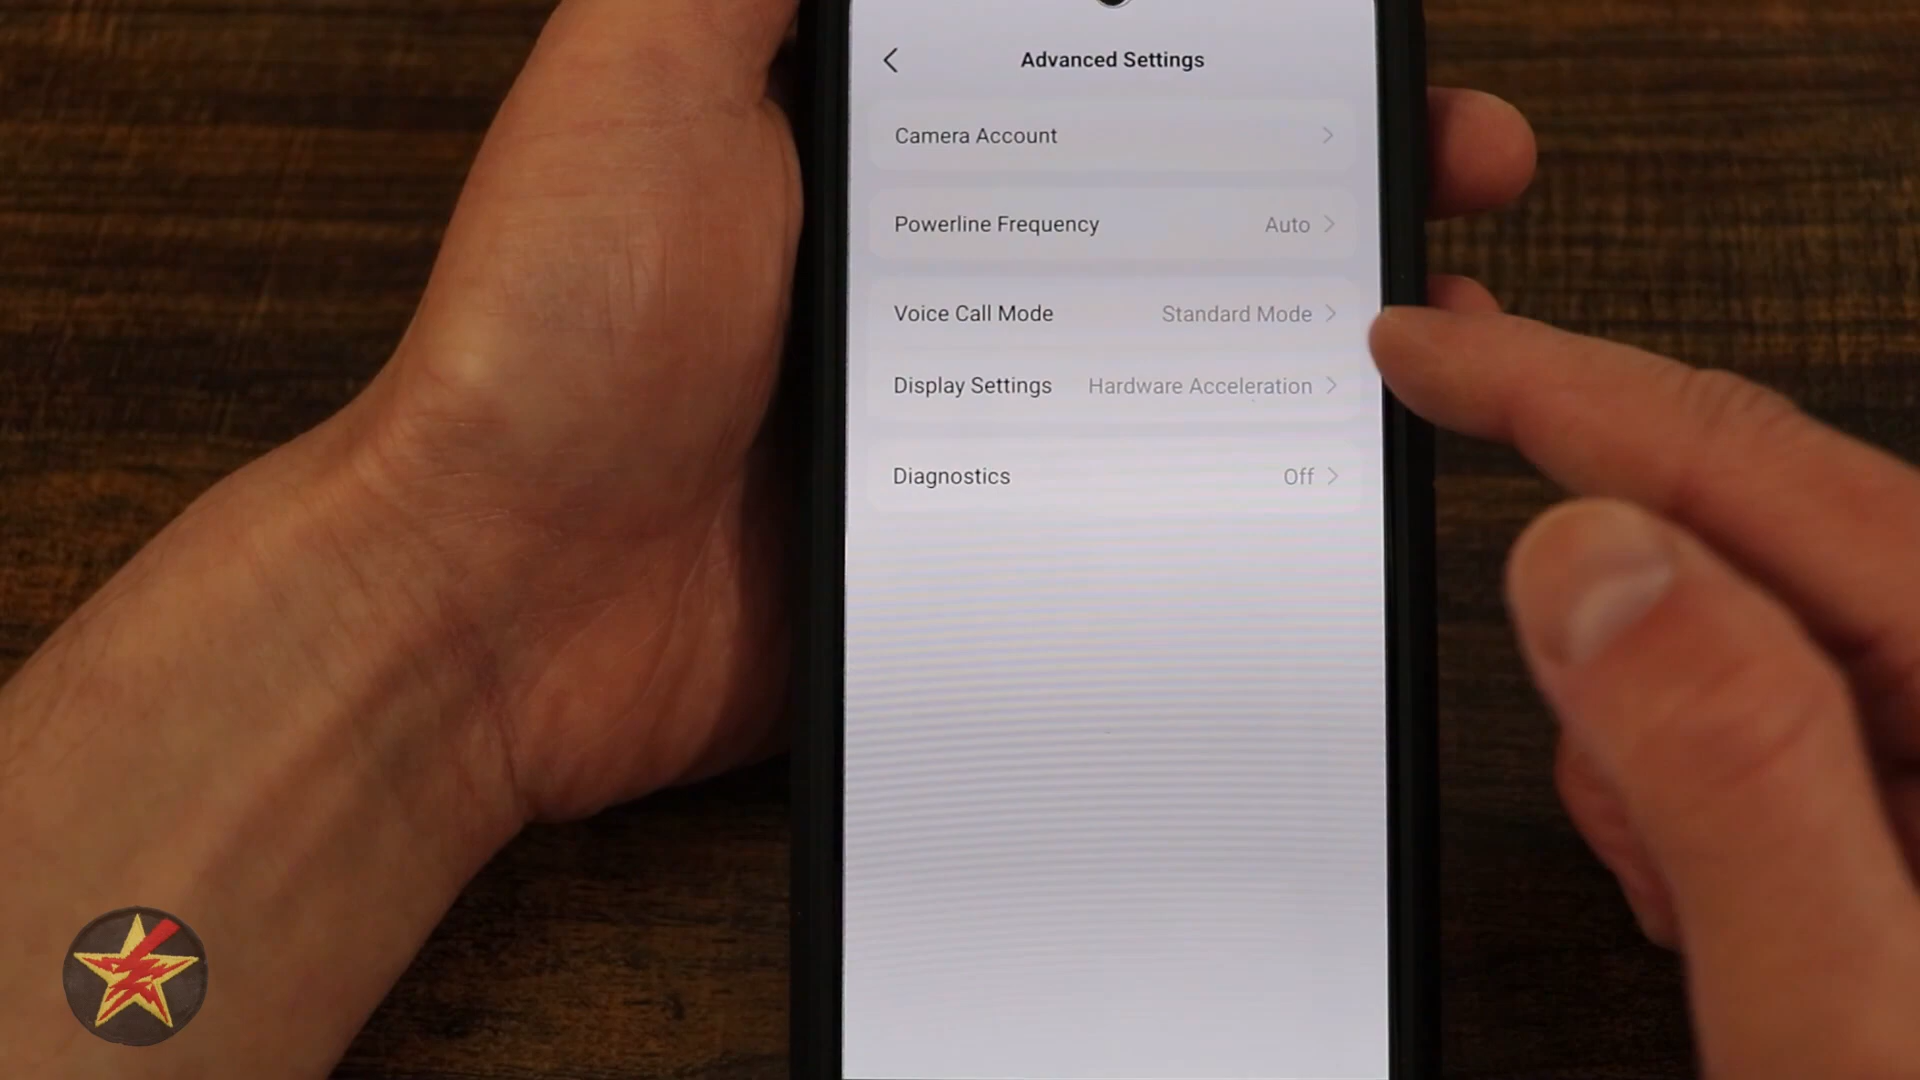 Advanced Settings
Camera Account
Powerline Frequency Auto
Voice Call Mode Standard Mode
Display Settings Hardware Acceleration
Diagnostics Off